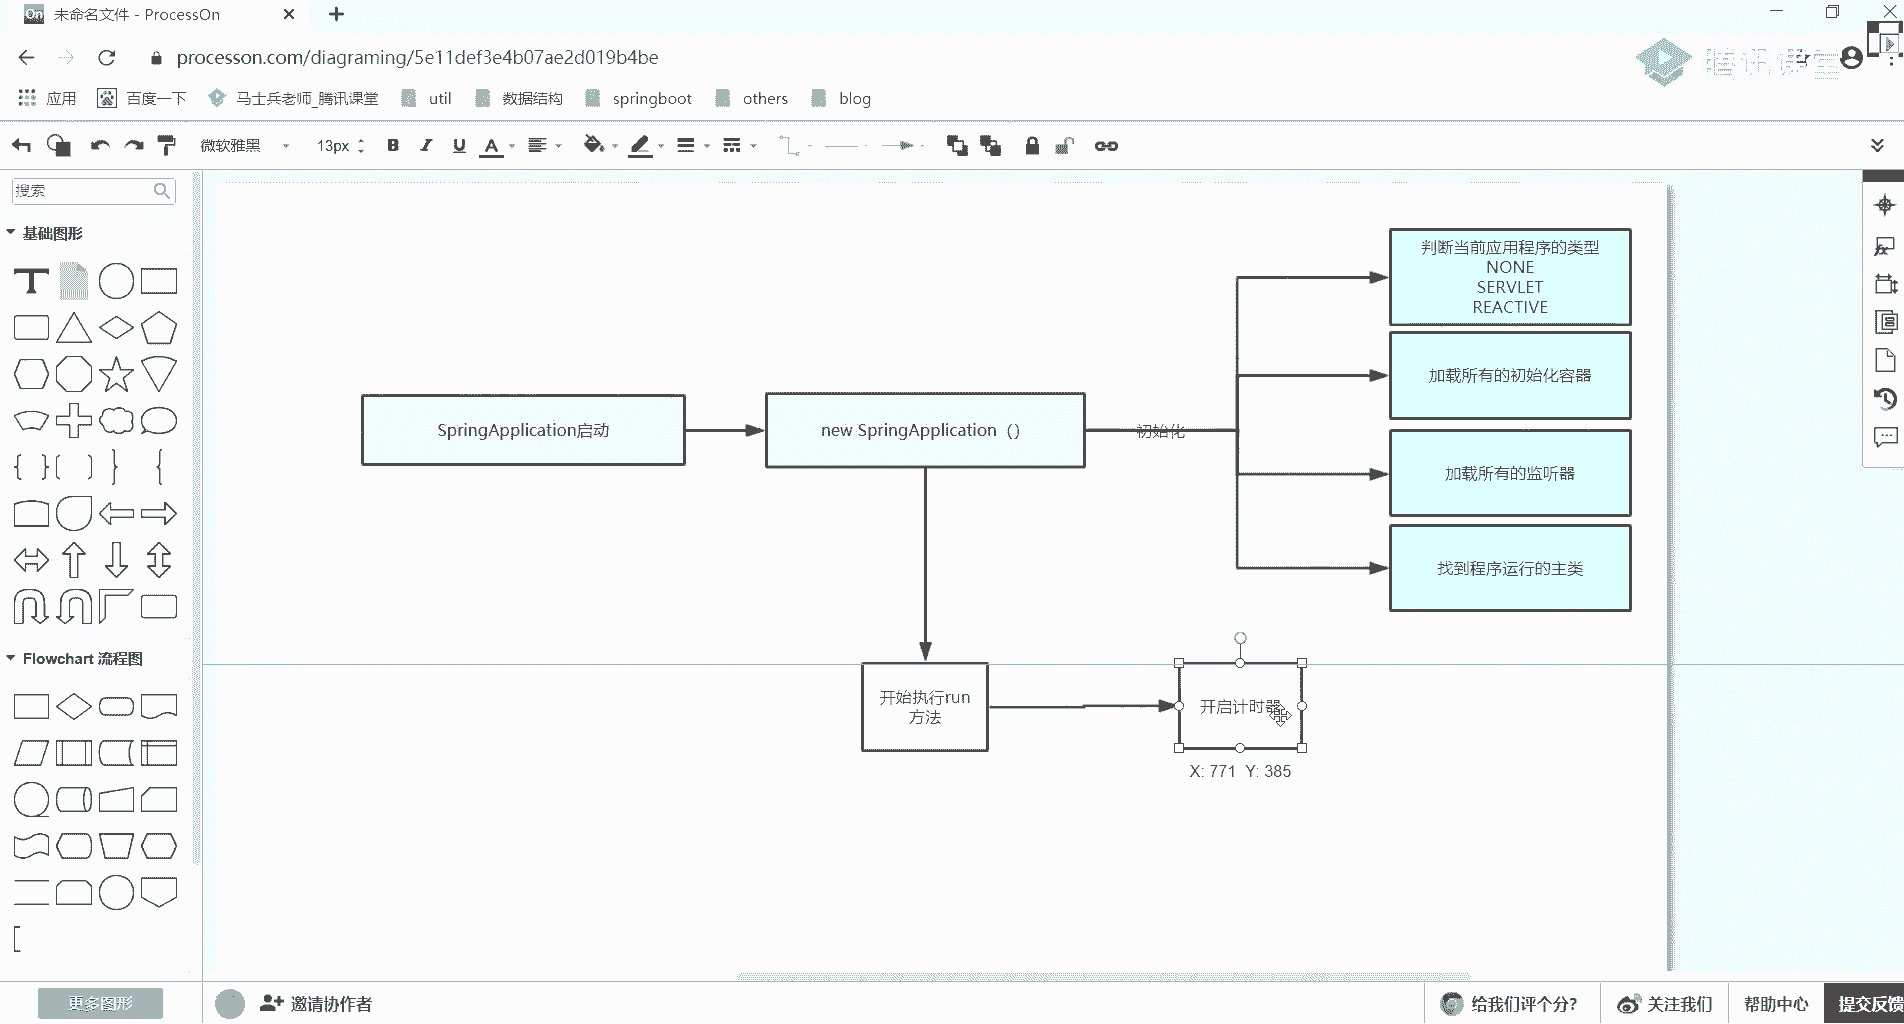 On 未命名文件 - ProcessOn
processon.com/diagraming/5e11def3e4b07ae2d019b4be
腾讯课堂
应用 百度一下 马士兵老师_腾讯课堂 util 数据结构 springboot others blog
微软雅黑 13px B I U A
搜索
基础图形
T
Flowchart 流程图
更多图形
判断当前应用程序的类型
NONE
SERVLET
REACTIVE
加载所有的初始化容器
SpringApplication启动
new SpringApplication（）
初始化
加载所有的监听器
找到程序运行的主类
开始执行run
方法
开启计时器
X: 771 Y: 385
邀请协作者
给我们评个分?
关注我们
帮助中心
提交反馈